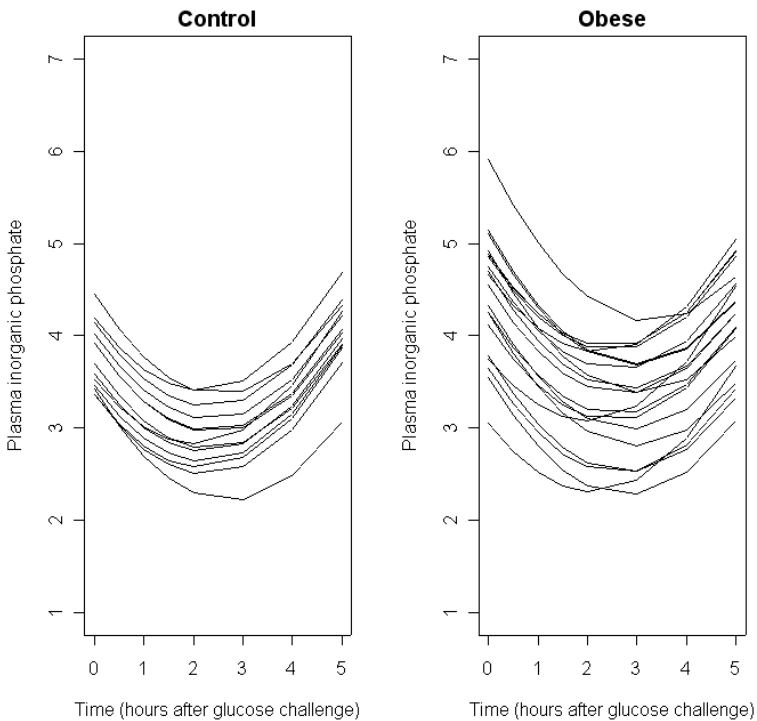 Control
Plasma inorganic phosphate
7
6
5
4
3
2
1
0 1 2 3 4 5
Time (hours after glucose challenge)
Obese
Plasma inorganic phosphate
7
6
5
4
3
2
1
0 1 2 3 4 5
Time (hours after glucose challenge)